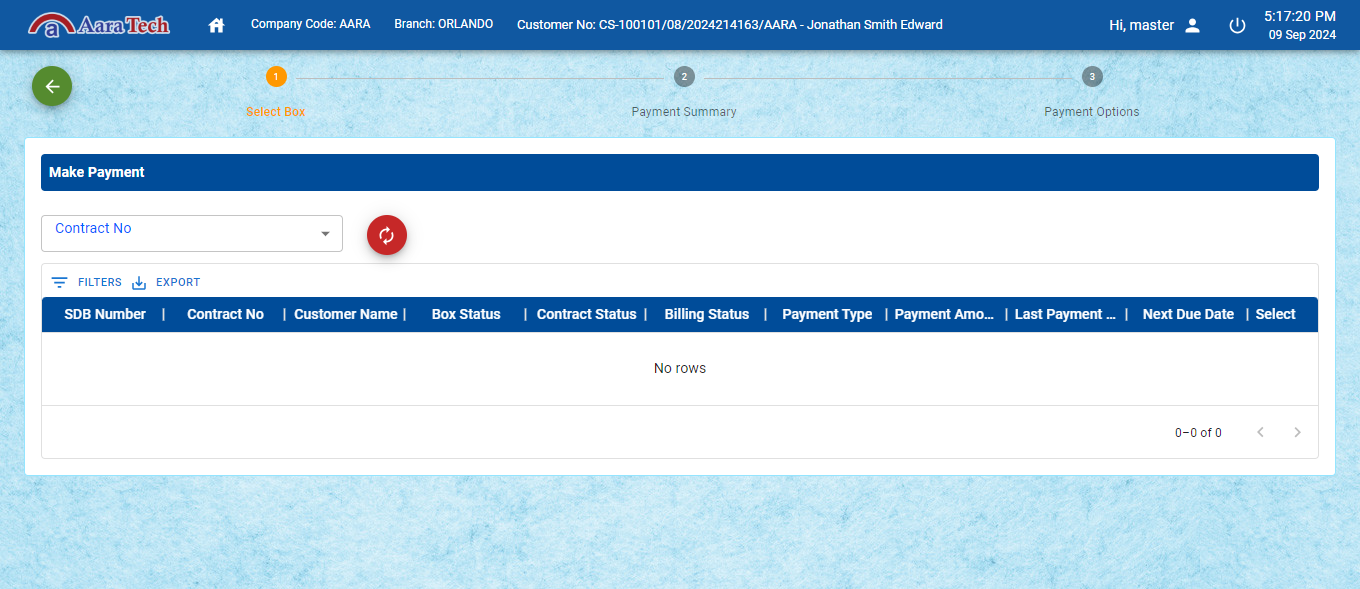 a AaraTech
Company Code: AARA
Branch: ORLANDO
Customer No: CS-100101/08/2024214163/AARA - Jonathan Smith Edward
Hi, master
5:17:20 PM
09 Sep 2024
1
2
3
Select Box
Payment Summary
Payment Options
Make Payment
Contract No
FILTERS
EXPORT
SDB Number | Contract No | Customer Name | Box Status | Contract Status | Billing Status | Payment Type | Payment Amo... | Last Payment ... | Next Due Date | Select
No rows
0–0 of 0